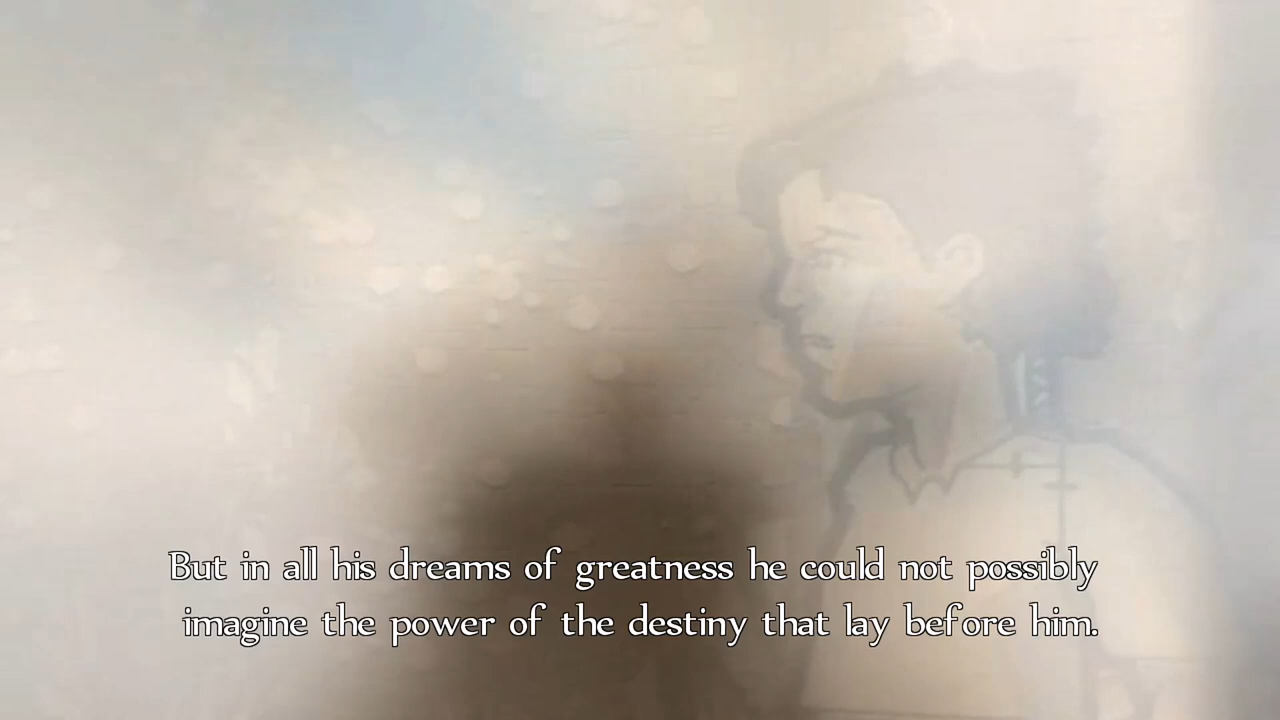 But in all his dreams of greatness he could not possibly
imagine the power of the destiny that lay before him.